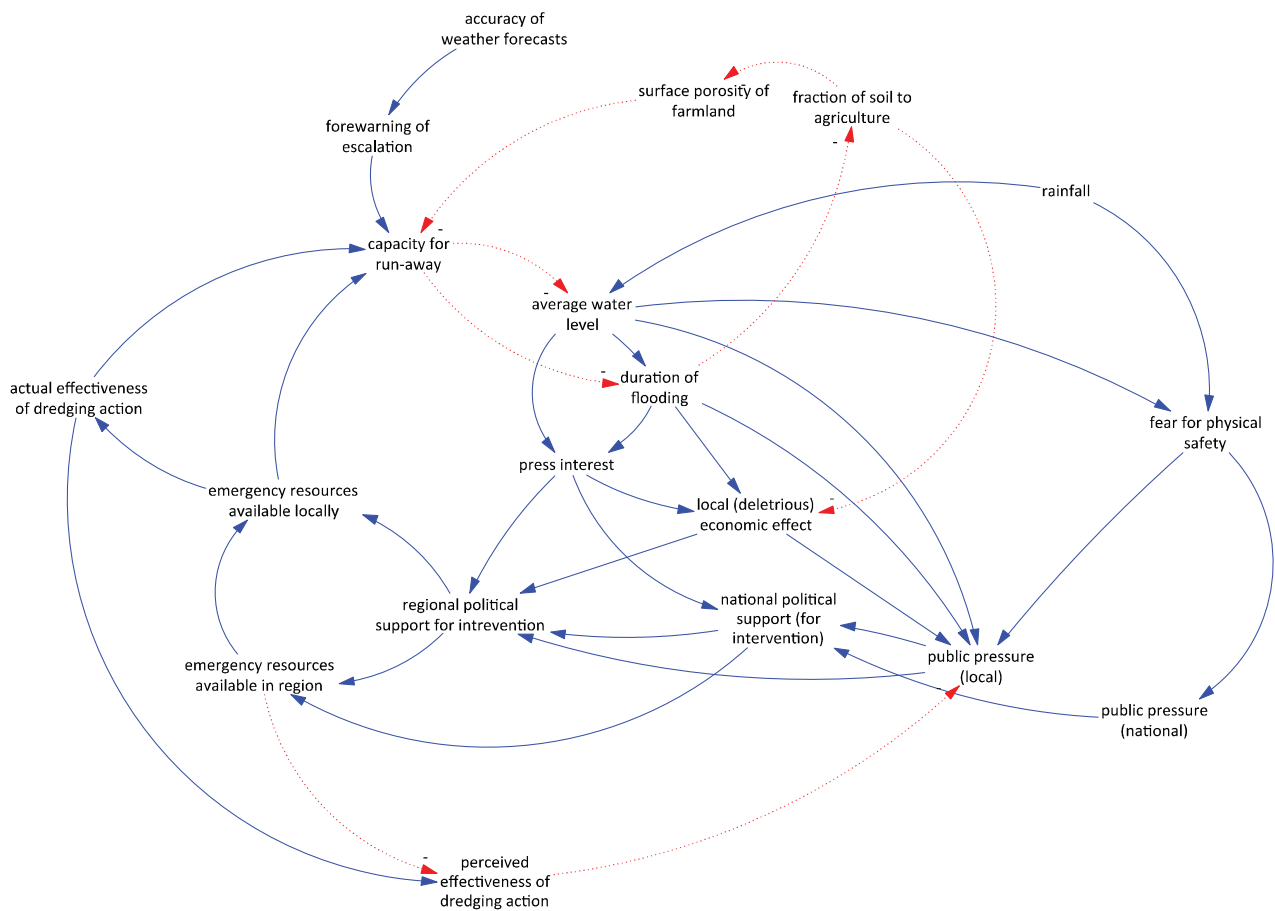 accuracy of
weather forecasts
surface porosity of
farmland
-
fraction of soil to
agriculture
-
forewarning of
escalation
rainfall
-
capacity for
run-away
-
average water
level
-
duration of
flooding
actual effectiveness
of dredging action
fear for physical
safety
press interest
emergency resources
available locally
local (deletrious)
economic effect
-
regional political
support for intrevention
national political
support (for
intervention)
public pressure
(local)
-
emergency resources
available in region
public pressure
(national)
-
perceived
effectiveness of
dredging action